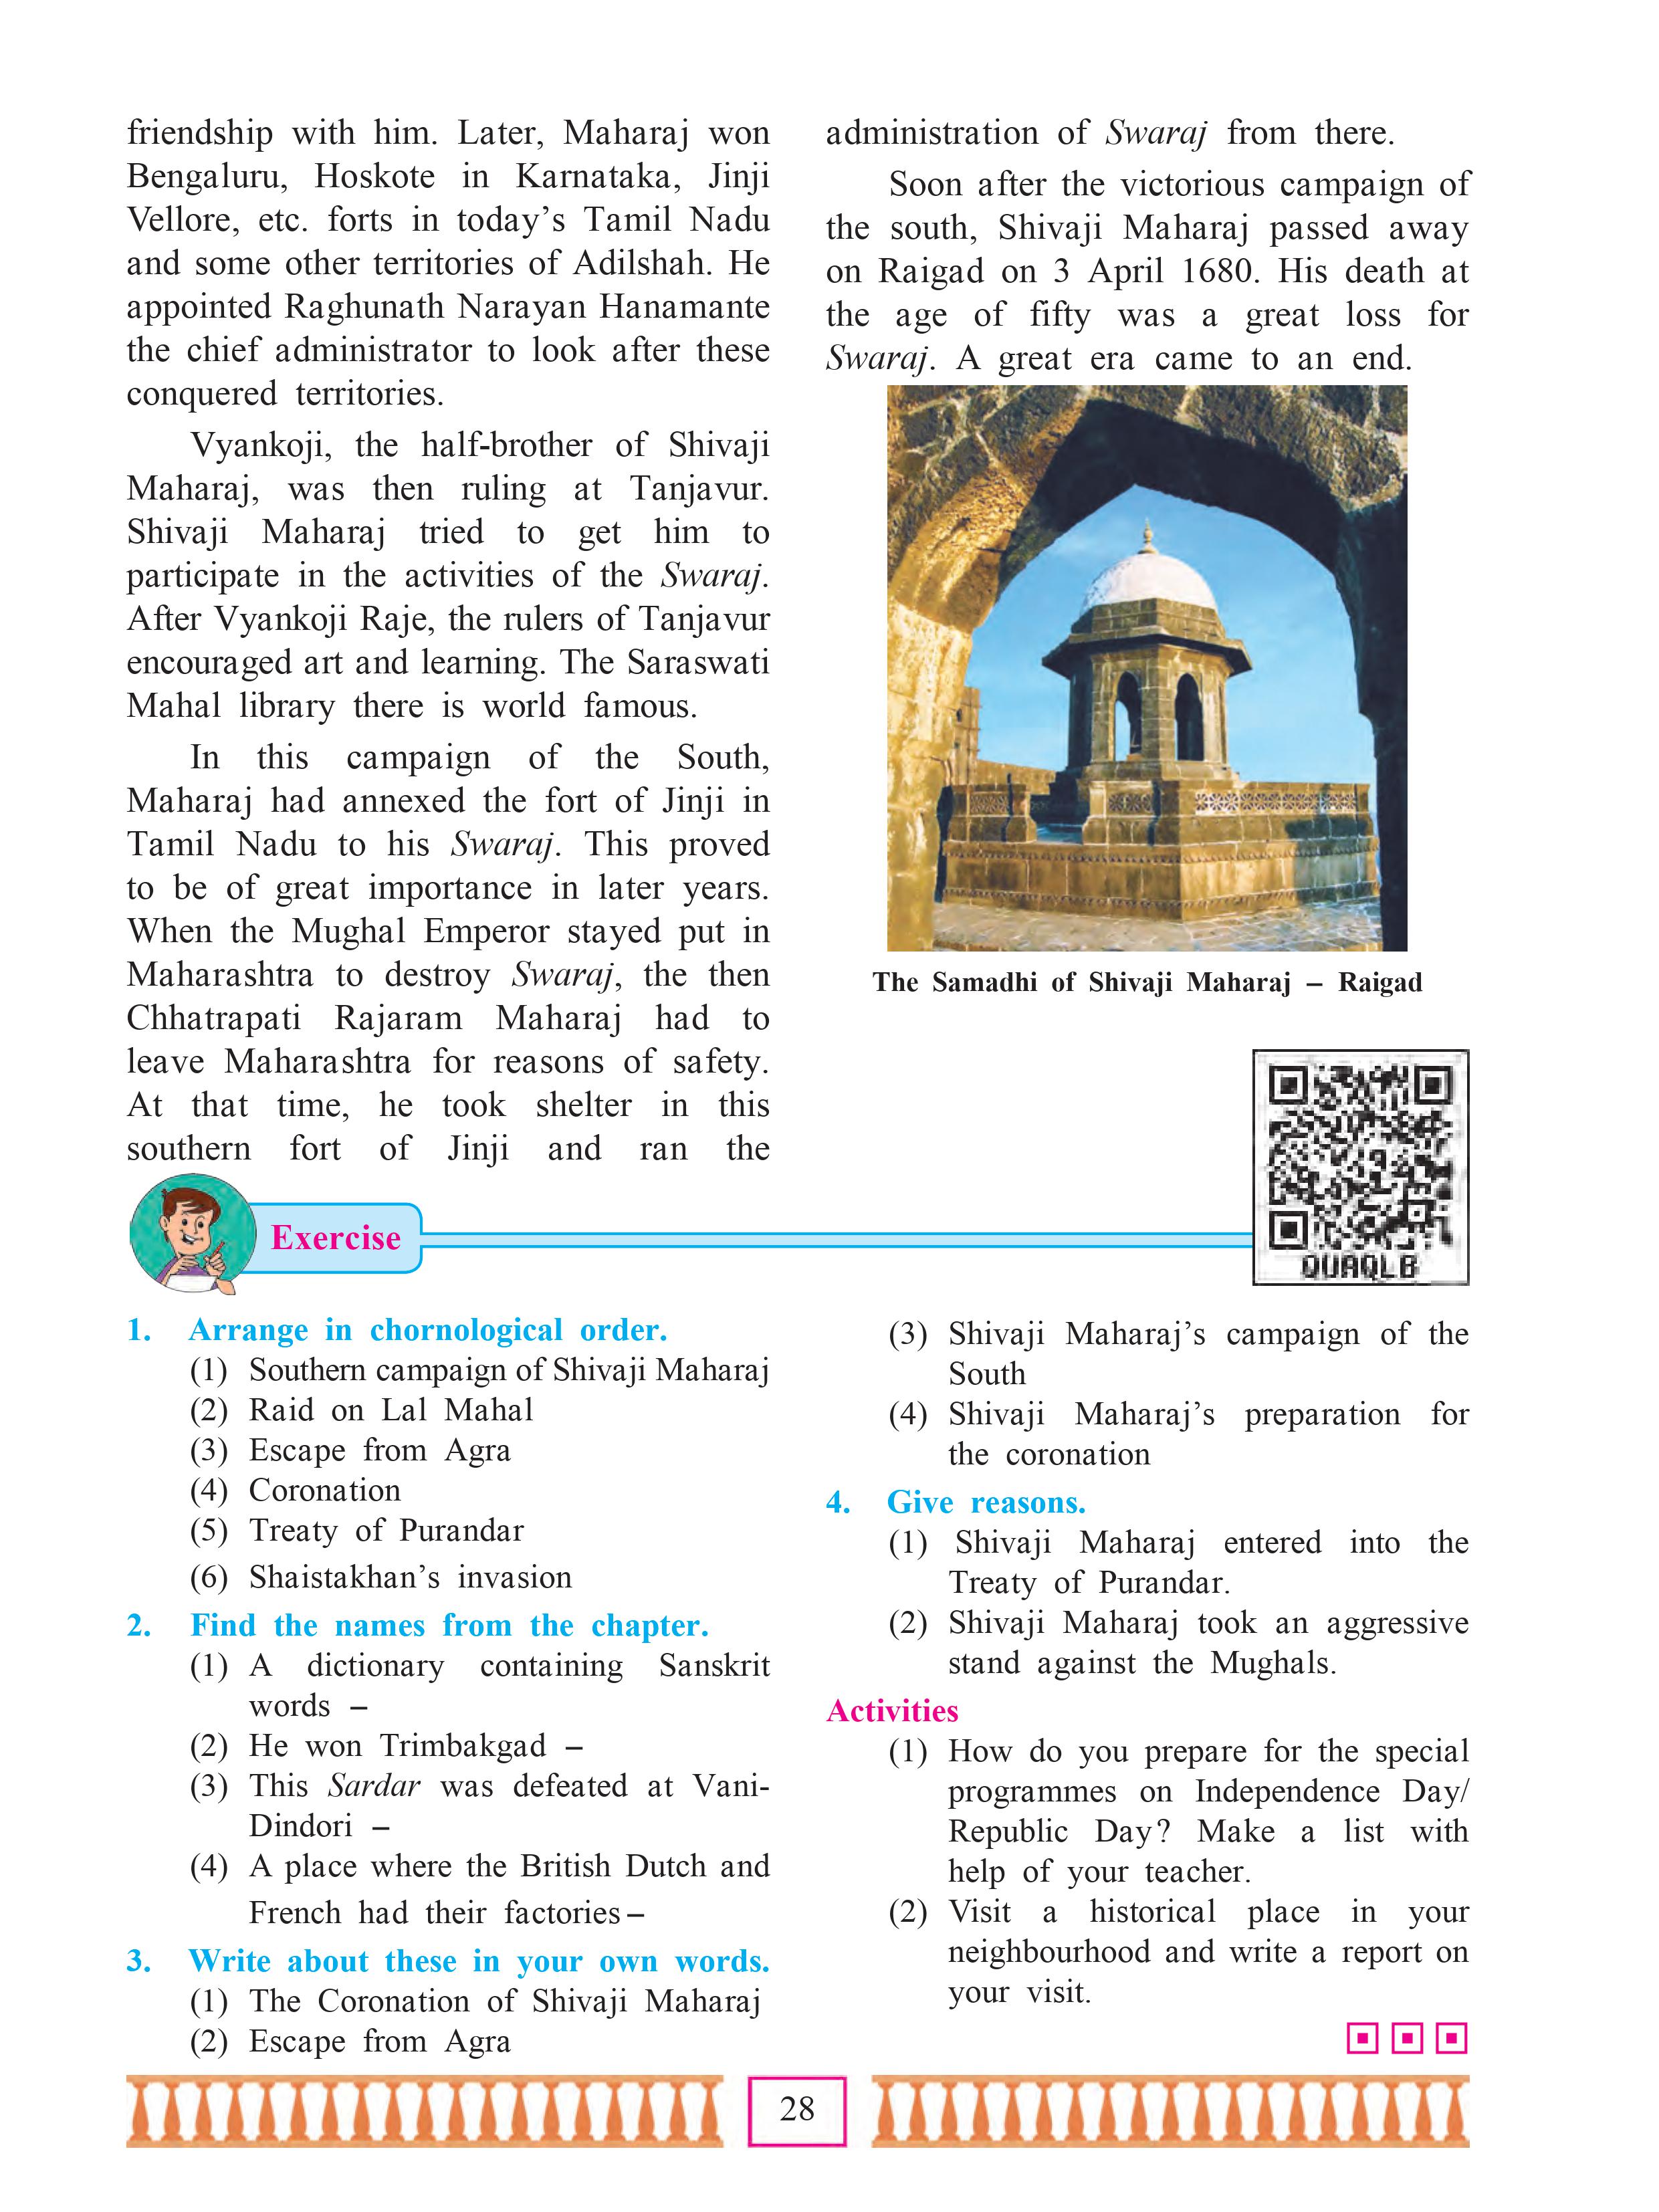 friendship with him. Later, Maharaj won
Bengaluru, Hoskote in Karnataka, Jinji
Vellore, etc. forts in today's Tamil Nadu
and some other territories of Adilshah. He
appointed Raghunath Narayan Hanamante
the chief administrator to look after these
conquered territories.
Vyankoji, the half-brother of Shivaji
Maharaj, was then ruling at Tanjavur.
Shivaji Maharaj tried to get him to
participate in the activities of the Swaraj.
After Vyankoji Raje, the rulers of Tanjavur
encouraged art and learning. The Saraswati
Mahal library there is world famous.
In this campaign of the South,
Maharaj had annexed the fort of Jinji in
Tamil Nadu to his Swaraj. This proved
to be of great importance in later years.
When the Mughal Emperor stayed put in
Maharashtra to destroy Swaraj, the then
Chhatrapati Rajaram Maharaj had to
leave Maharashtra for reasons of safety.
At that time, he took shelter in this
southern fort of Jinji and ran the
administration of Swaraj from there.
Soon after the victorious campaign of
the south, Shivaji Maharaj passed away
on Raigad on 3 April 1680. His death at
the age of fifty was a great loss for
Swaraj. A great era came to an end.
The Samadhi of Shivaji Maharaj – Raigad
QUAQLB
Exercise
1. Arrange in chornological order.
(1) Southern campaign of Shivaji Maharaj
(2) Raid on Lal Mahal
(3) Escape from Agra
(4) Coronation
(5) Treaty of Purandar
(6) Shaistakhan's invasion
2. Find the names from the chapter.
(1) A dictionary containing Sanskrit
words –
(2) He won Trimbakgad –
(3) This Sardar was defeated at Vani-
Dindori –
(4) A place where the British Dutch and
French had their factories –
3. Write about these in your own words.
(1) The Coronation of Shivaji Maharaj
(2) Escape from Agra
(3) Shivaji Maharaj's campaign of the
South
(4) Shivaji Maharaj's preparation for
the coronation
4. Give reasons.
(1) Shivaji Maharaj entered into the
Treaty of Purandar.
(2) Shivaji Maharaj took an aggressive
stand against the Mughals.
Activities
(1) How do you prepare for the special
programmes on Independence Day/
Republic Day? Make a list with
help of your teacher.
(2) Visit a historical place in your
neighbourhood and write a report on
your visit.
28